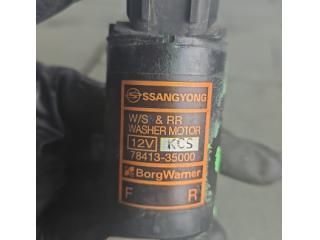 SSANGYONG
W/S & RR
WASHER MOTOR
12V KCS
78413-35000
BorgWarner
F R